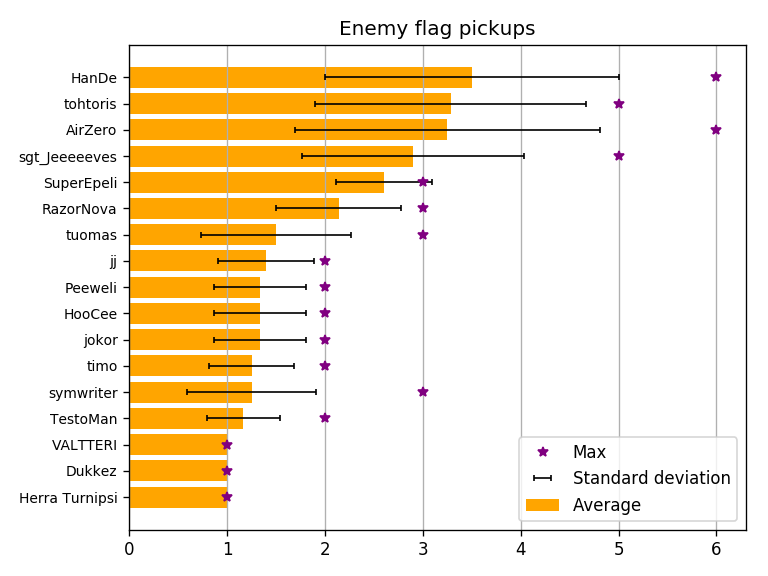 Enemy flag pickups
HanDe
tohtoris
AirZero
sgt_Jeeeeeves
SuperEpeli
RazorNova
tuomas
jj
Peeweli
HooCee
jokor
timo
symwriter
TestoMan
VALTTERI
Dukkez
Herra Turnipsi
Max
Standard deviation
Average
0 1 2 3 4 5 6